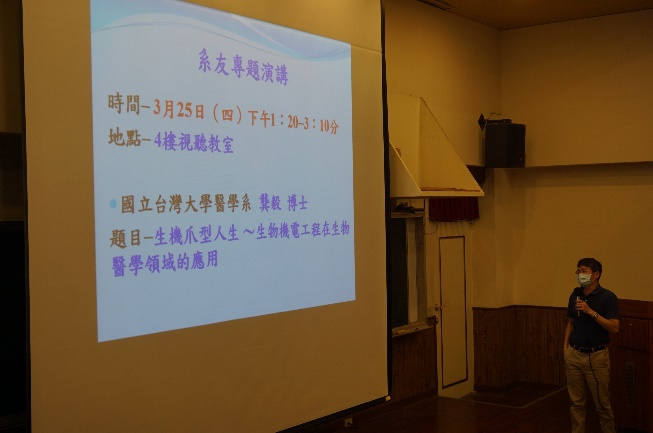 系友專題演講
時間–3月25日（四）下午1：20–3：10分
地點–4樓視聽教室
國立台灣大學醫學系 龔毅 博士
題目–生機爪型人生 ～生物機電工程在生物
醫學領域的應用